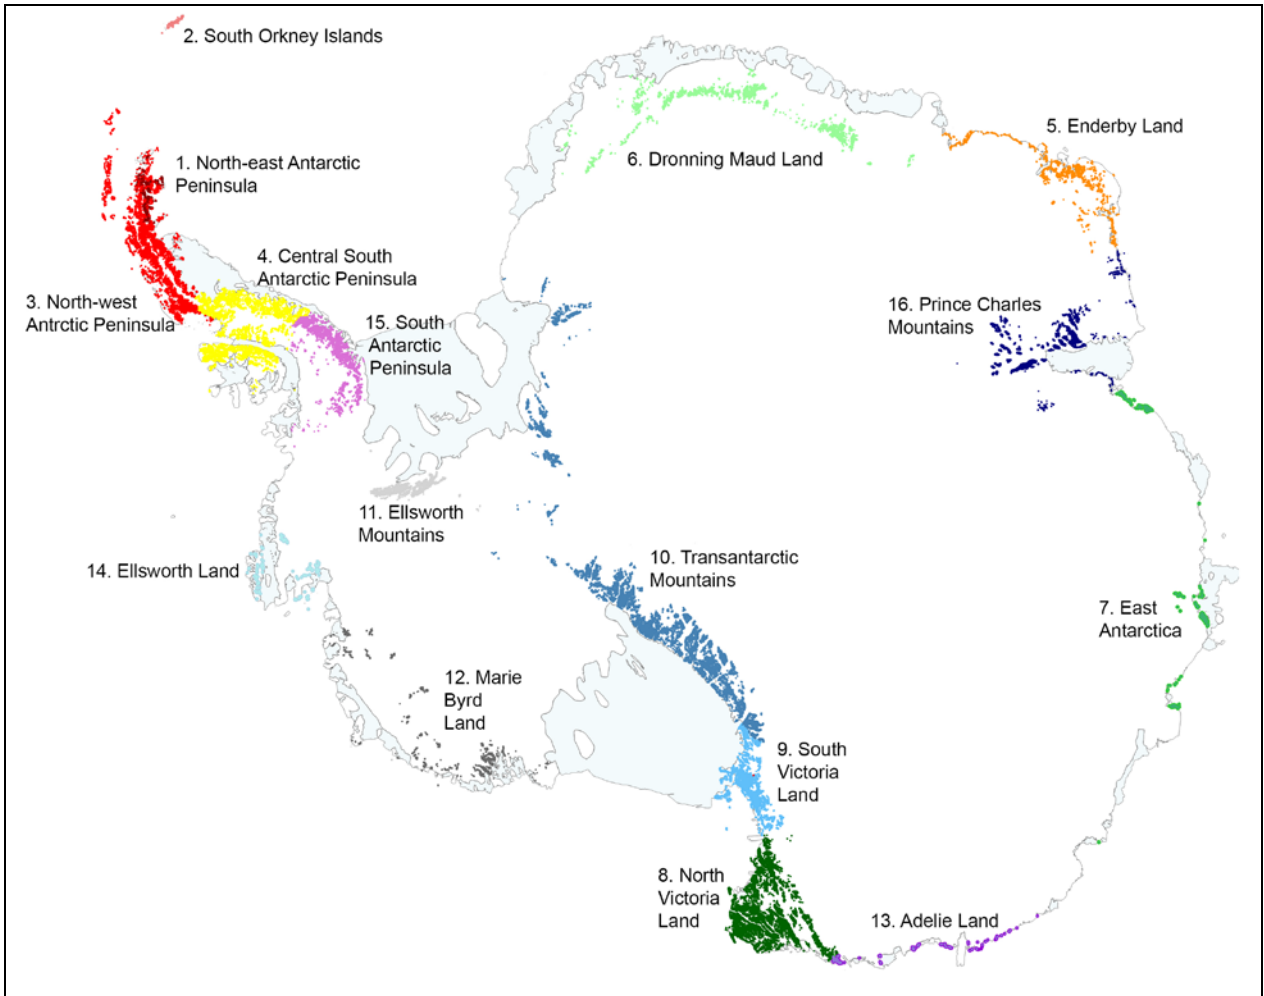 2. South Orkney Islands
1. North-east Antarctic
Peninsula
6. Dronning Maud Land
5. Enderby Land
4. Central South
Antarctic Peninsula
3. North-west
Antrctic Peninsula
15. South
Antarctic
Peninsula
16. Prince Charles
Mountains
11. Ellsworth
Mountains
14. Ellsworth Land
10. Transantarctic
Mountains
7. East
Antarctica
12. Marie
Byrd
Land
9. South
Victoria
Land
8. North
Victoria
Land
13. Adelie Land